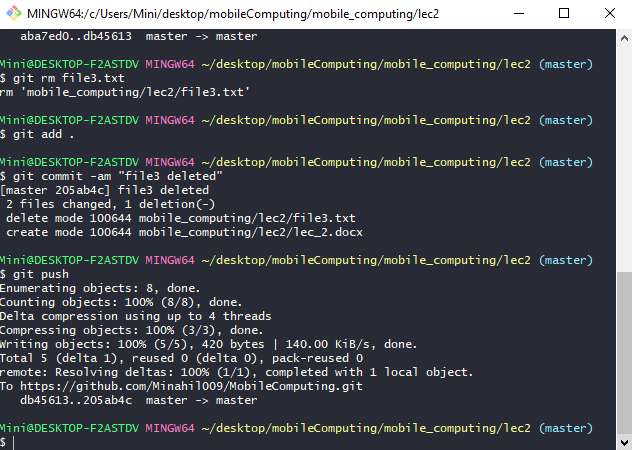 MINGW64:/c/Users/Mini/desktop/mobileComputing/mobile_computing/lec2
aba7ed0..db45613  master -> master
Mini@DESKTOP-F2ASTDV MINGW64 ~/desktop/mobileComputing/mobile_computing/lec2 (master)
$ git rm file3.txt
rm 'mobile_computing/lec2/file3.txt'
Mini@DESKTOP-F2ASTDV MINGW64 ~/desktop/mobileComputing/mobile_computing/lec2 (master)
$ git add .
Mini@DESKTOP-F2ASTDV MINGW64 ~/desktop/mobileComputing/mobile_computing/lec2 (master)
$ git commit -am "file3 deleted"
[master 205ab4c] file3 deleted
2 files changed, 1 deletion(-)
delete mode 100644 mobile_computing/lec2/file3.txt
create mode 100644 mobile_computing/lec2/lec_2.docx
Mini@DESKTOP-F2ASTDV MINGW64 ~/desktop/mobileComputing/mobile_computing/lec2 (master)
$ git push
Enumerating objects: 8, done.
Counting objects: 100% (8/8), done.
Delta compression using up to 4 threads
Compressing objects: 100% (3/3), done.
Writing objects: 100% (5/5), 420 bytes | 140.00 KiB/s, done.
Total 5 (delta 1), reused 0 (delta 0), pack-reused 0
remote: Resolving deltas: 100% (1/1), completed with 1 local object.
To https://github.com/Minahil009/MobileComputing.git
db45613..205ab4c  master -> master
Mini@DESKTOP-F2ASTDV MINGW64 ~/desktop/mobileComputing/mobile_computing/lec2 (master)
$